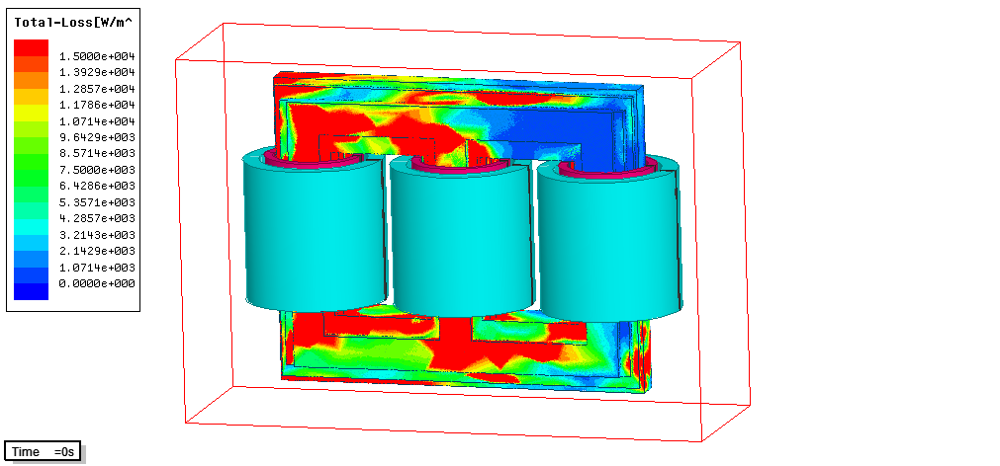 Total-Loss[W/m^
1.5000e+004
1.3929e+004
1.2857e+004
1.1786e+004
1.0714e+004
9.6429e+003
8.5714e+003
7.5000e+003
6.4286e+003
5.3571e+003
4.2857e+003
3.2143e+003
2.1429e+003
1.0714e+003
0.0000e+000
Time =0s